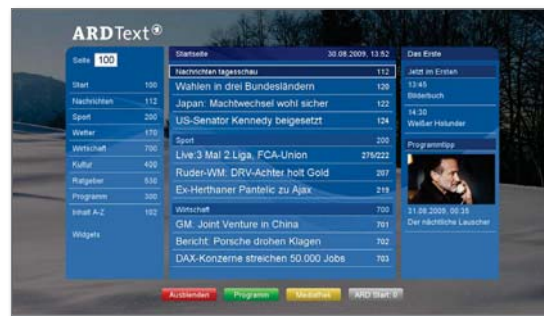 ARD Text
Seite 100
Start 100
Nachrichten 112
Sport 200
Wetter 170
Wirtschaft 700
Kultur 400
Ratgeber 530
Programm 300
Inhalt A-Z 102
Widgets
Startseite 30.08.2009, 13:52
Nachrichten tagesschau 112
Wahlen in drei Bundesländern 120
Japan: Machtwechsel wohl sicher 122
US-Senator Kennedy beigesetzt 124
Sport 200
Live:3 Mal 2.Liga, FCA-Union 275/222
Ruder-WM: DRV-Achter holt Gold 207
Ex-Herthaner Pantelic zu Ajax 219
Wirtschaft 700
GM: Joint Venture in China 701
Bericht: Porsche drohen Klagen 702
DAX-Konzerne streichen 50.000 Jobs 703
Das Erste
Jetzt im Ersten
13:45
Bilderbuch
14:30
Weißer Holunder
Programmtipp
31.08.2009, 00:35
Der nächtliche Lauscher
Ausblenden Programm Mediathek ARD Start: 0